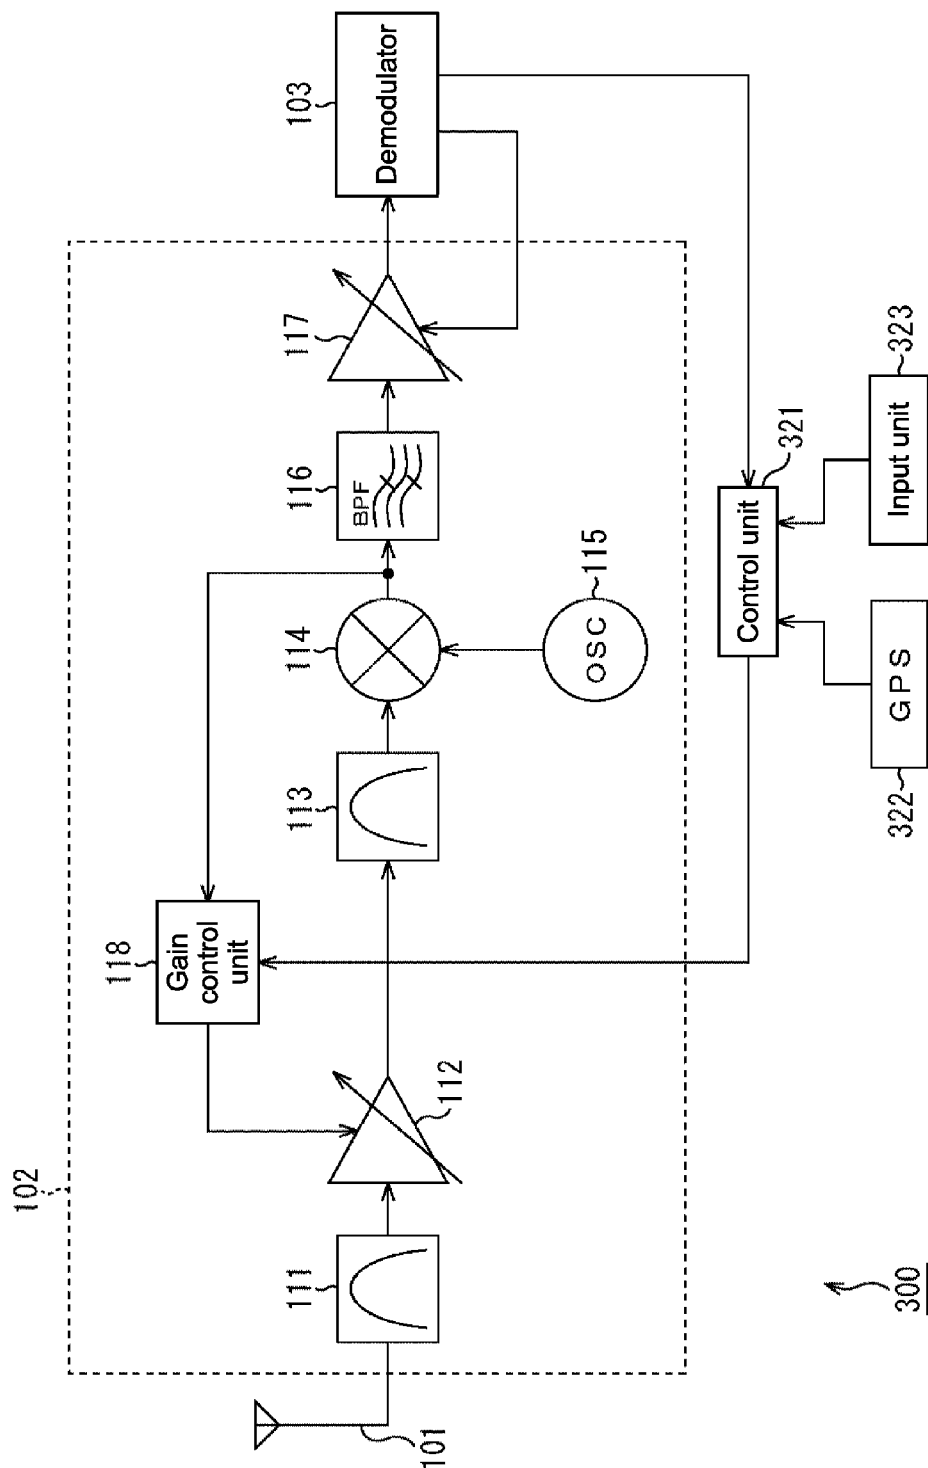 102
118
Gain
control
unit
111
112
113
114
116
BPF
117
103
Demodulator
OSC
115
101
Control unit
321
322
GPS
Input unit
323
300